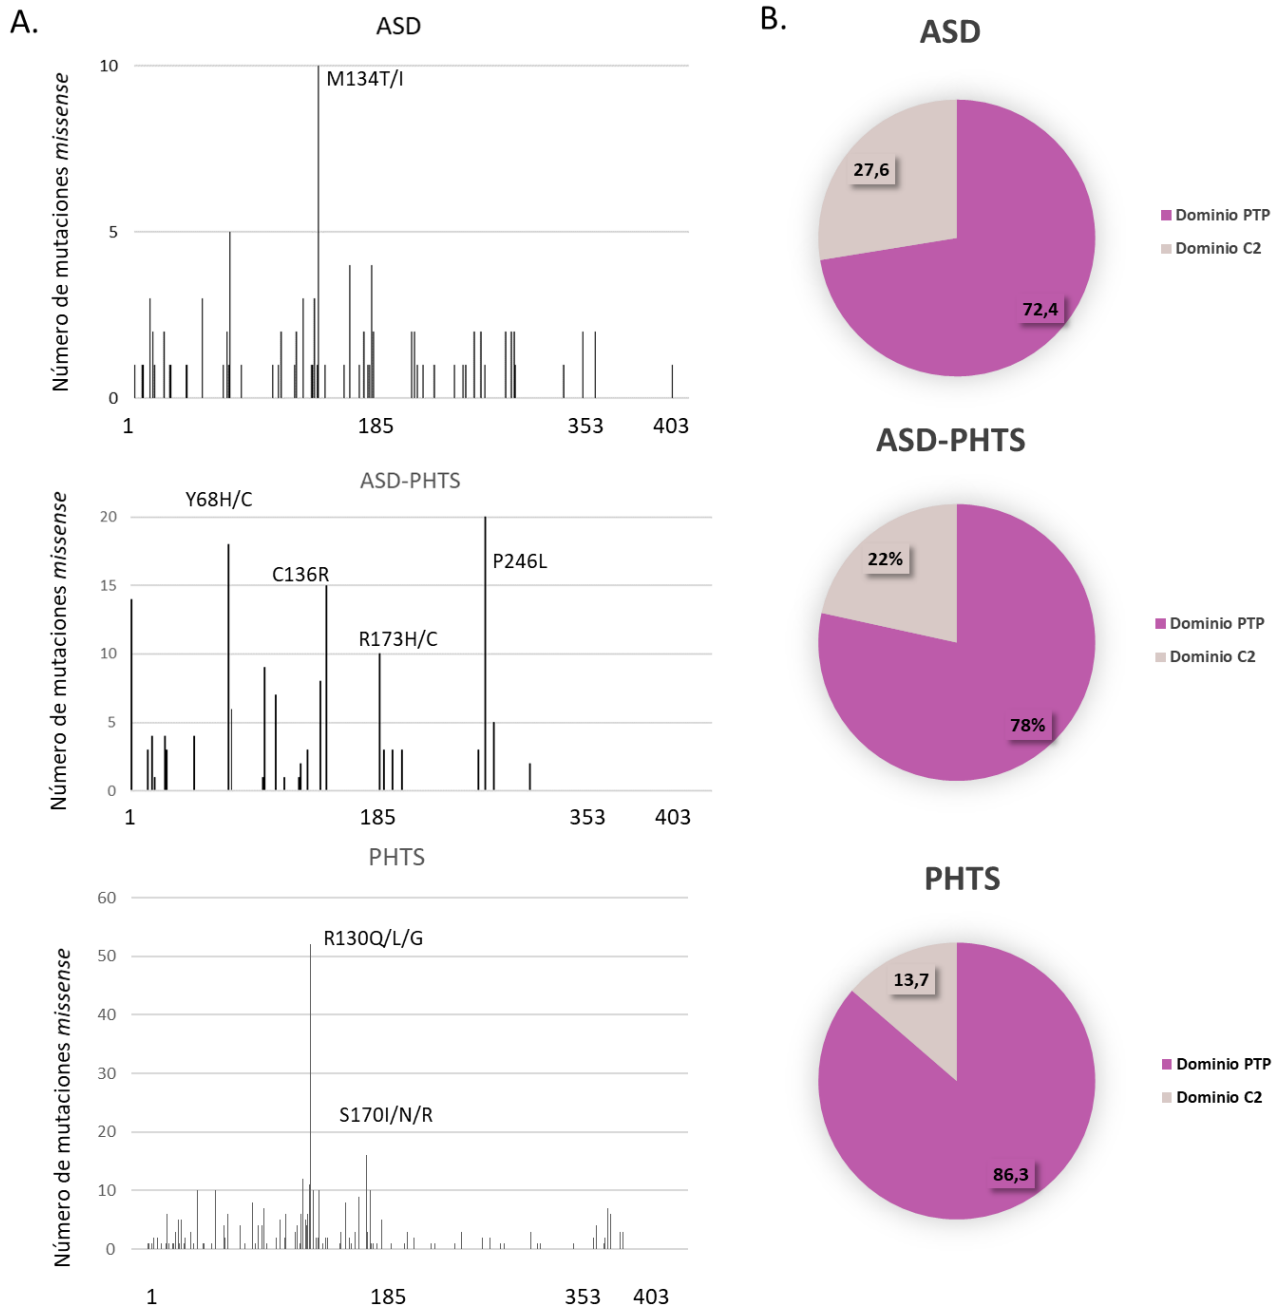 A.
ASD
Número de mutaciones missense
10
5
0
M134T/I
1 185 353 403
ASD-PHTS
Número de mutaciones missense
20
15
10
5
0
Y68H/C
C136R
R173H/C
P246L
1 185 353 403
PHTS
Número de mutaciones missense
60
50
40
30
20
10
0
R130Q/L/G
S170I/N/R
1 185 353 403
B.
ASD
27,6
72,4
Dominio PTP
Dominio C2
ASD-PHTS
22%
78%
Dominio PTP
Dominio C2
PHTS
13,7
86,3
Dominio PTP
Dominio C2